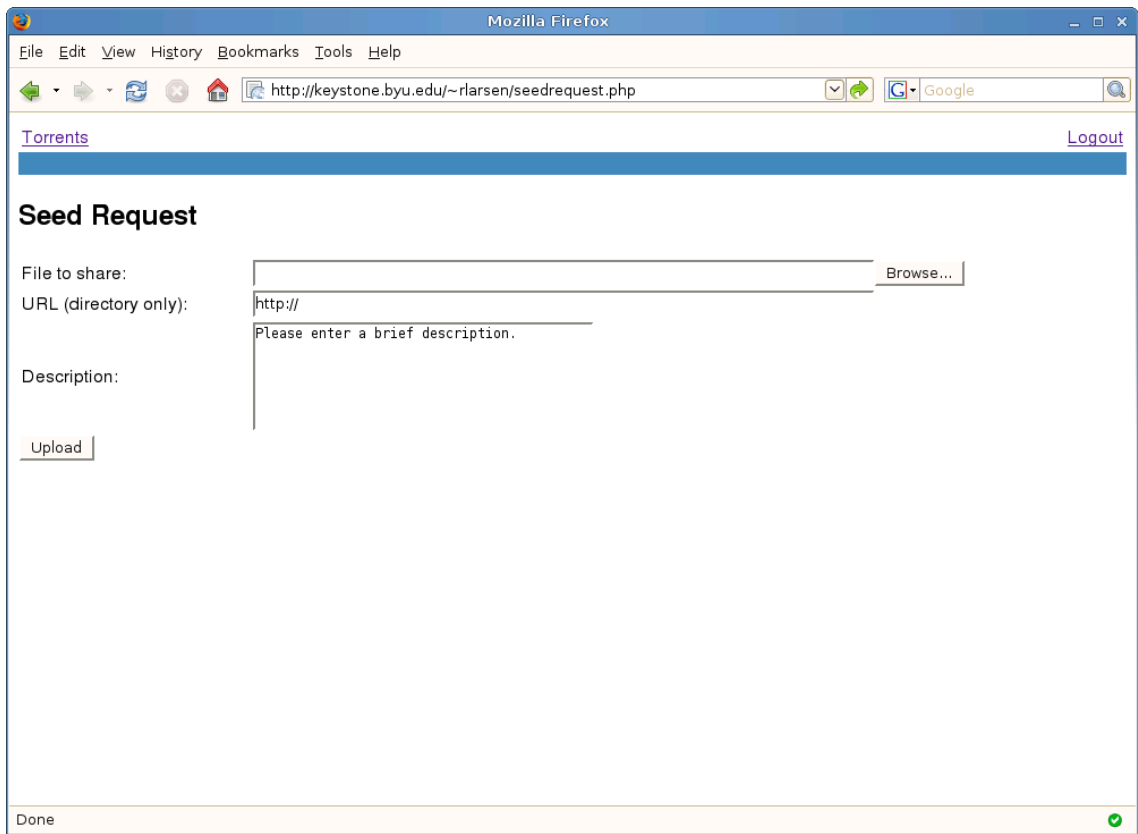 Mozilla Firefox
File Edit View History Bookmarks Tools Help
http://keystone.byu.edu/~rlarsen/seedrequest.php G Google
Torrents Logout
Seed Request
File to share: Browse...
URL (directory only): http://
Please enter a brief description.
Description:
Upload
Done